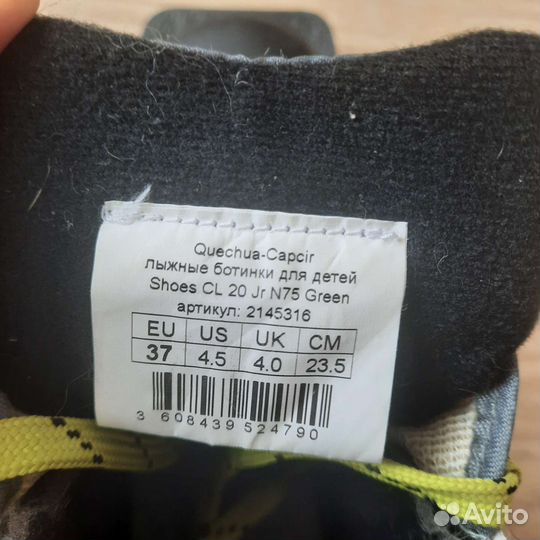 Quechua-Capcir
лыжные ботинки для детей
Shoes CL 20 Jr N75 Green
артикул: 2145316
EU US UK CM
37 4.5 4.0 23.5
3 608439 524790
Avito